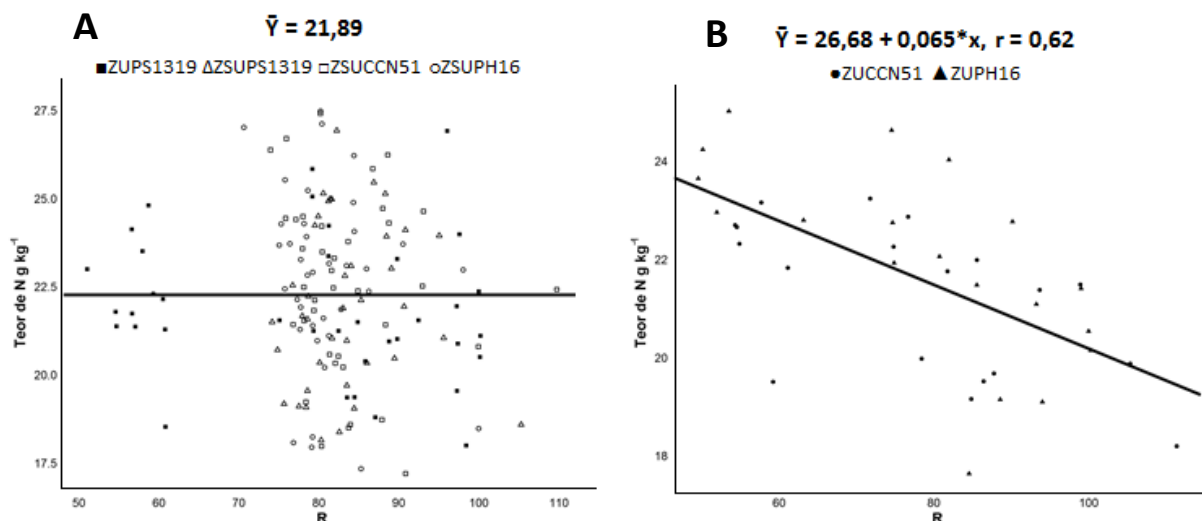 A
Ȳ = 21,89
■ZUPS1319 ΔZSUPS1319 □ZSUCCN51 ○ZSUPH16
27.5
25.0
22.5
20.0
17.5
Teor de N g kg⁻¹
50 60 70 80 90 100 110
R
B
Ȳ = 26,68 + 0,065*x, r = 0,62
●ZUCCN51 ▲ZUPH16
24
22
20
18
Teor de N g kg⁻¹
80 100
R